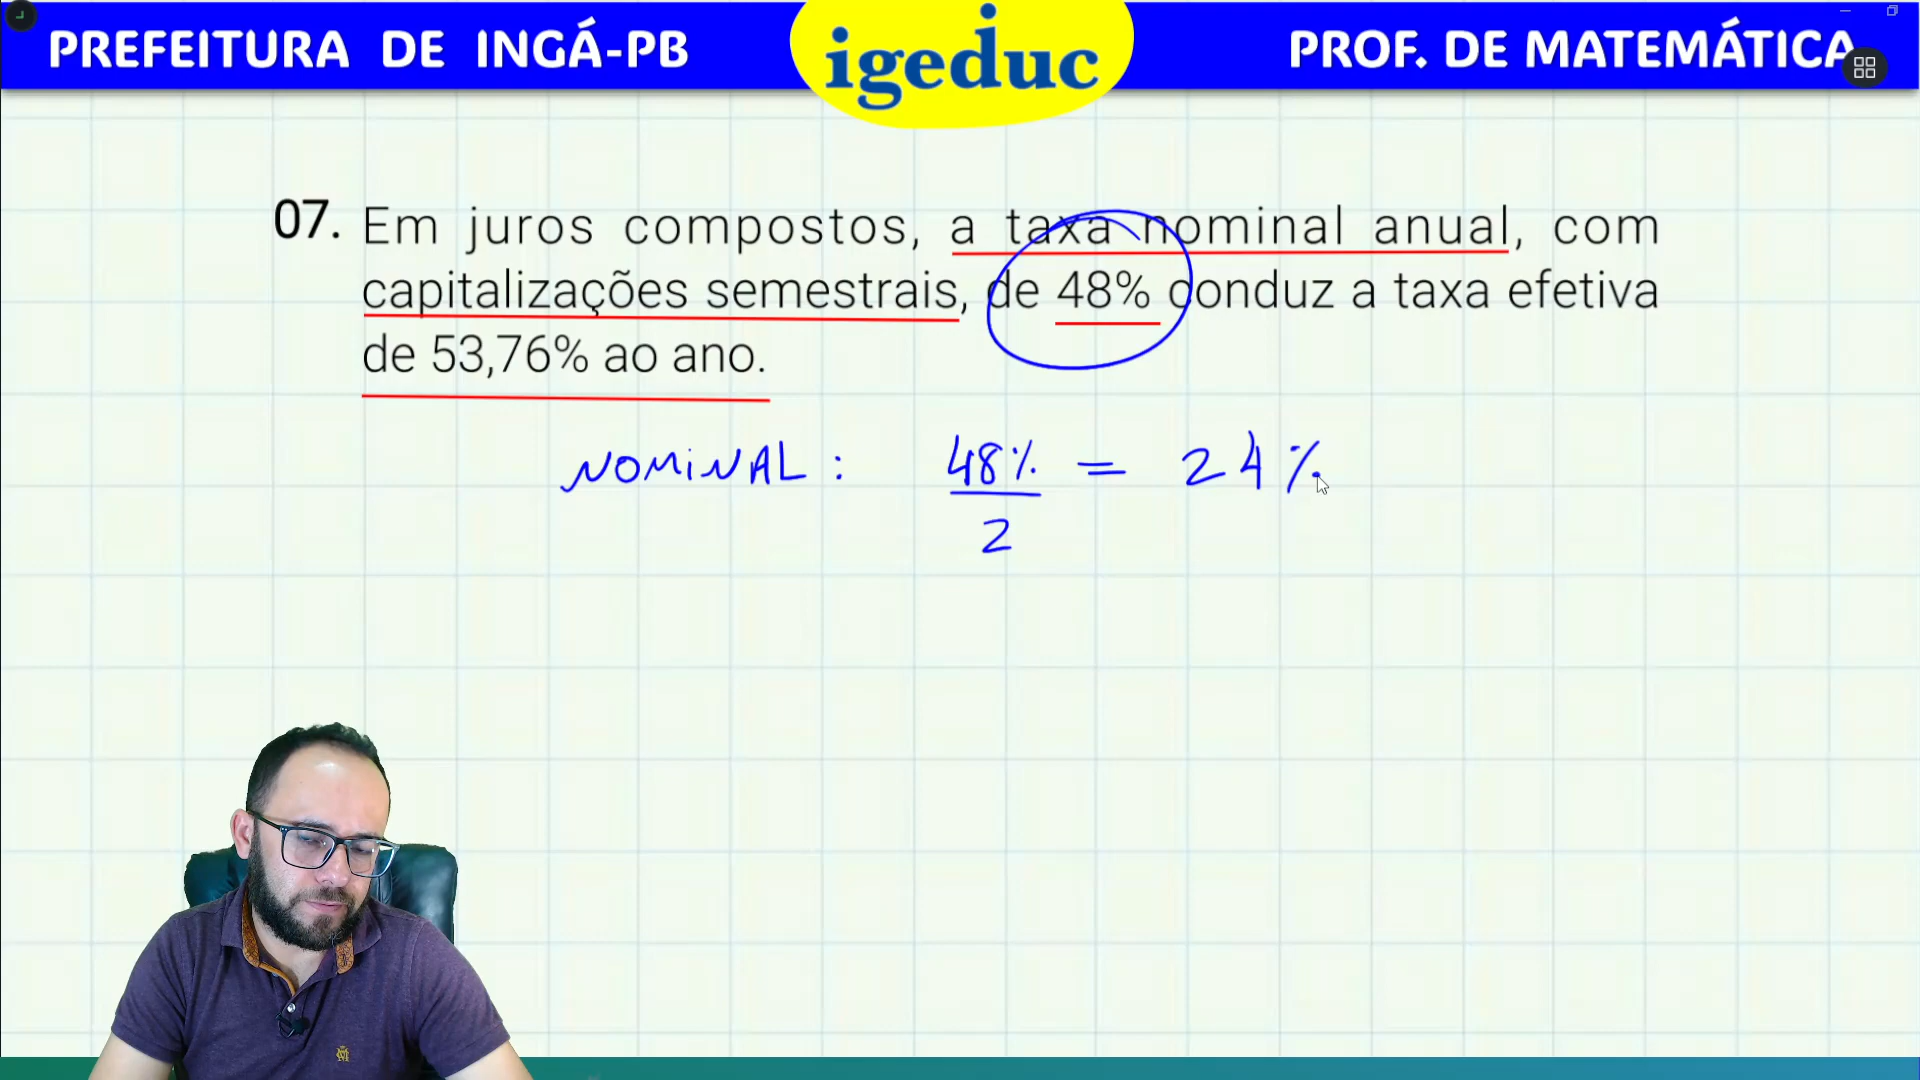 PREFEITURA DE INGÁ-PB
igeduc
PROF. DE MATEMÁTICA
07. Em juros compostos, a taxa nominal anual, com
capitalizações semestrais, de 48% conduz a taxa efetiva
de 53,76% ao ano.
NOMINAL: 48% = 24%
2